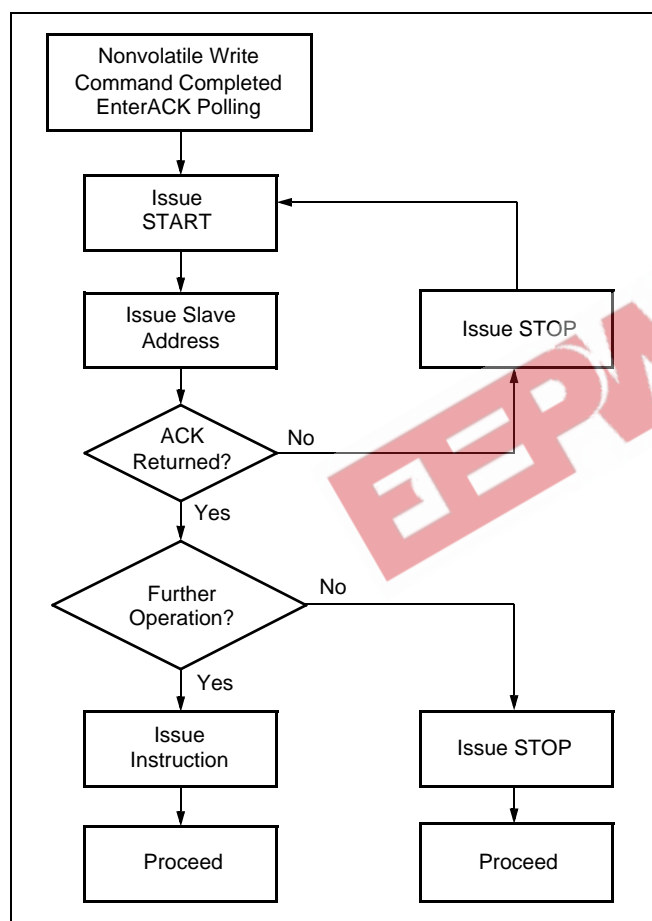 Nonvolatile Write
Command Completed
EnterACK Polling
Issue
START
Issue Slave
Address
Issue STOP
ACK
Returned?
No
Yes
Further
Operation?
No
Yes
Issue
Instruction
Issue STOP
Proceed
Proceed
EEPW